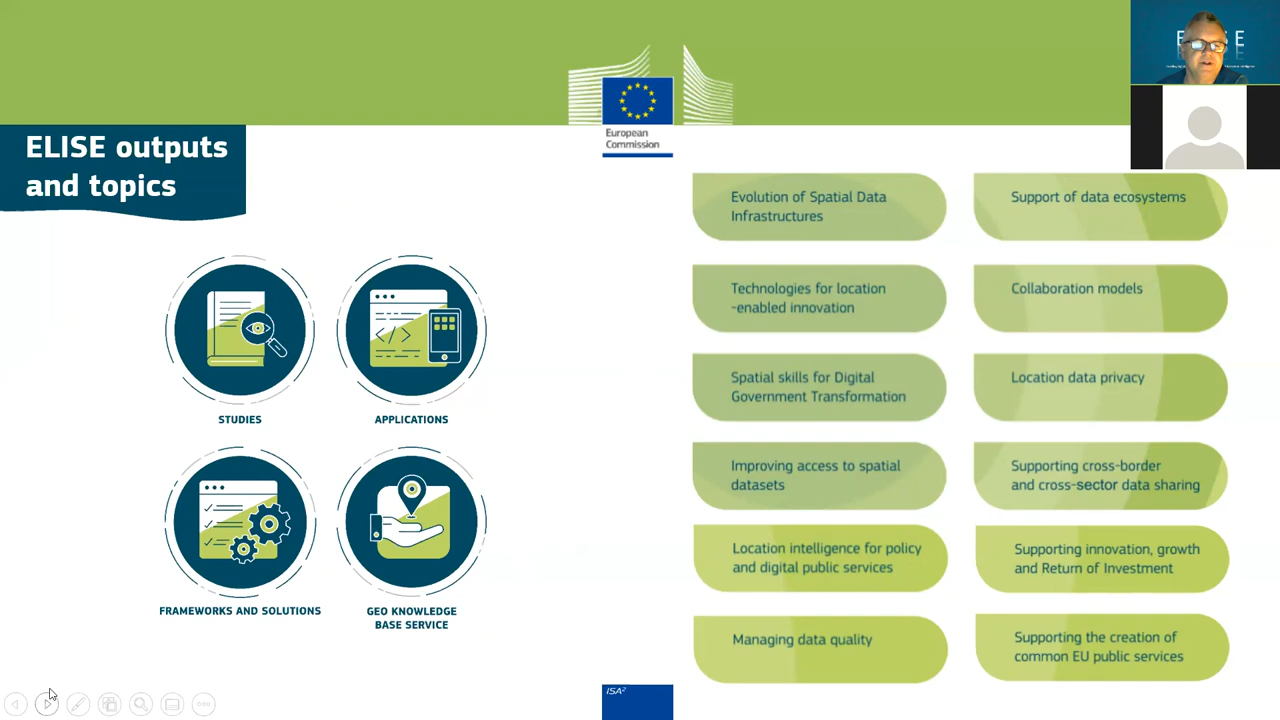 ELISE outputs
and topics
European
Commission
STUDIES
APPLICATIONS
FRAMEWORKS AND SOLUTIONS
GEO KNOWLEDGE
BASE SERVICE
Evolution of Spatial Data
Infrastructures
Technologies for location
-enabled innovation
Spatial skills for Digital
Government Transformation
Improving access to spatial
datasets
Location intelligence for policy
and digital public services
Managing data quality
Support of data ecosystems
Collaboration models
Location data privacy
Supporting cross-border
and cross-sector data sharing
Supporting innovation, growth
and Return of Investment
Supporting the creation of
common EU public services
ISA²